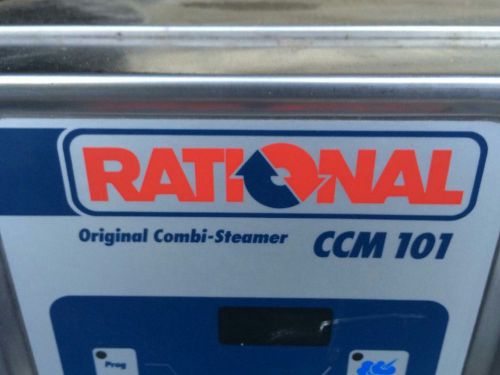 RATIONAL
Original Combi-Steamer CCM 101
Prog